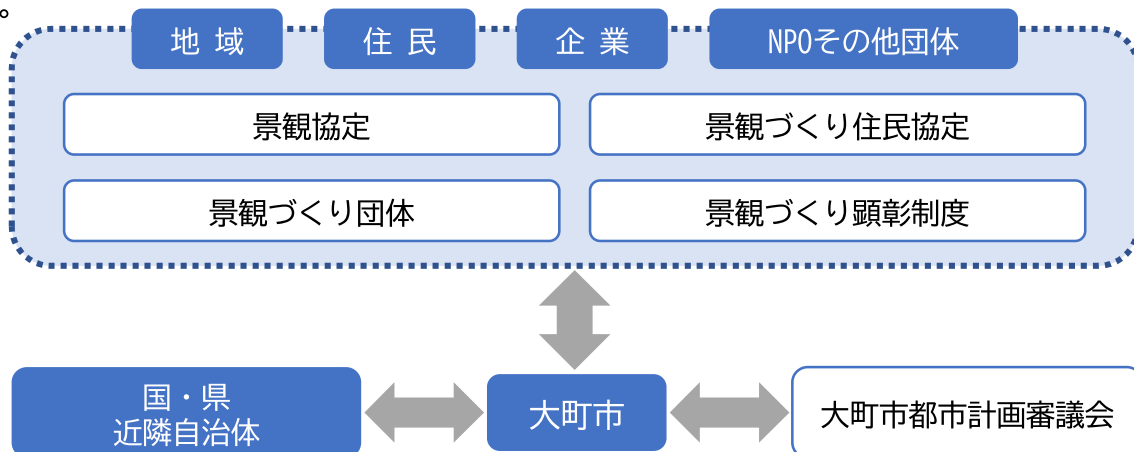 。
地 域
住 民
企 業
NPOその他団体
景観協定
景観づくり住民協定
景観づくり団体
景観づくり顕彰制度
国・県
近隣自治体
大町市
大町市都市計画審議会